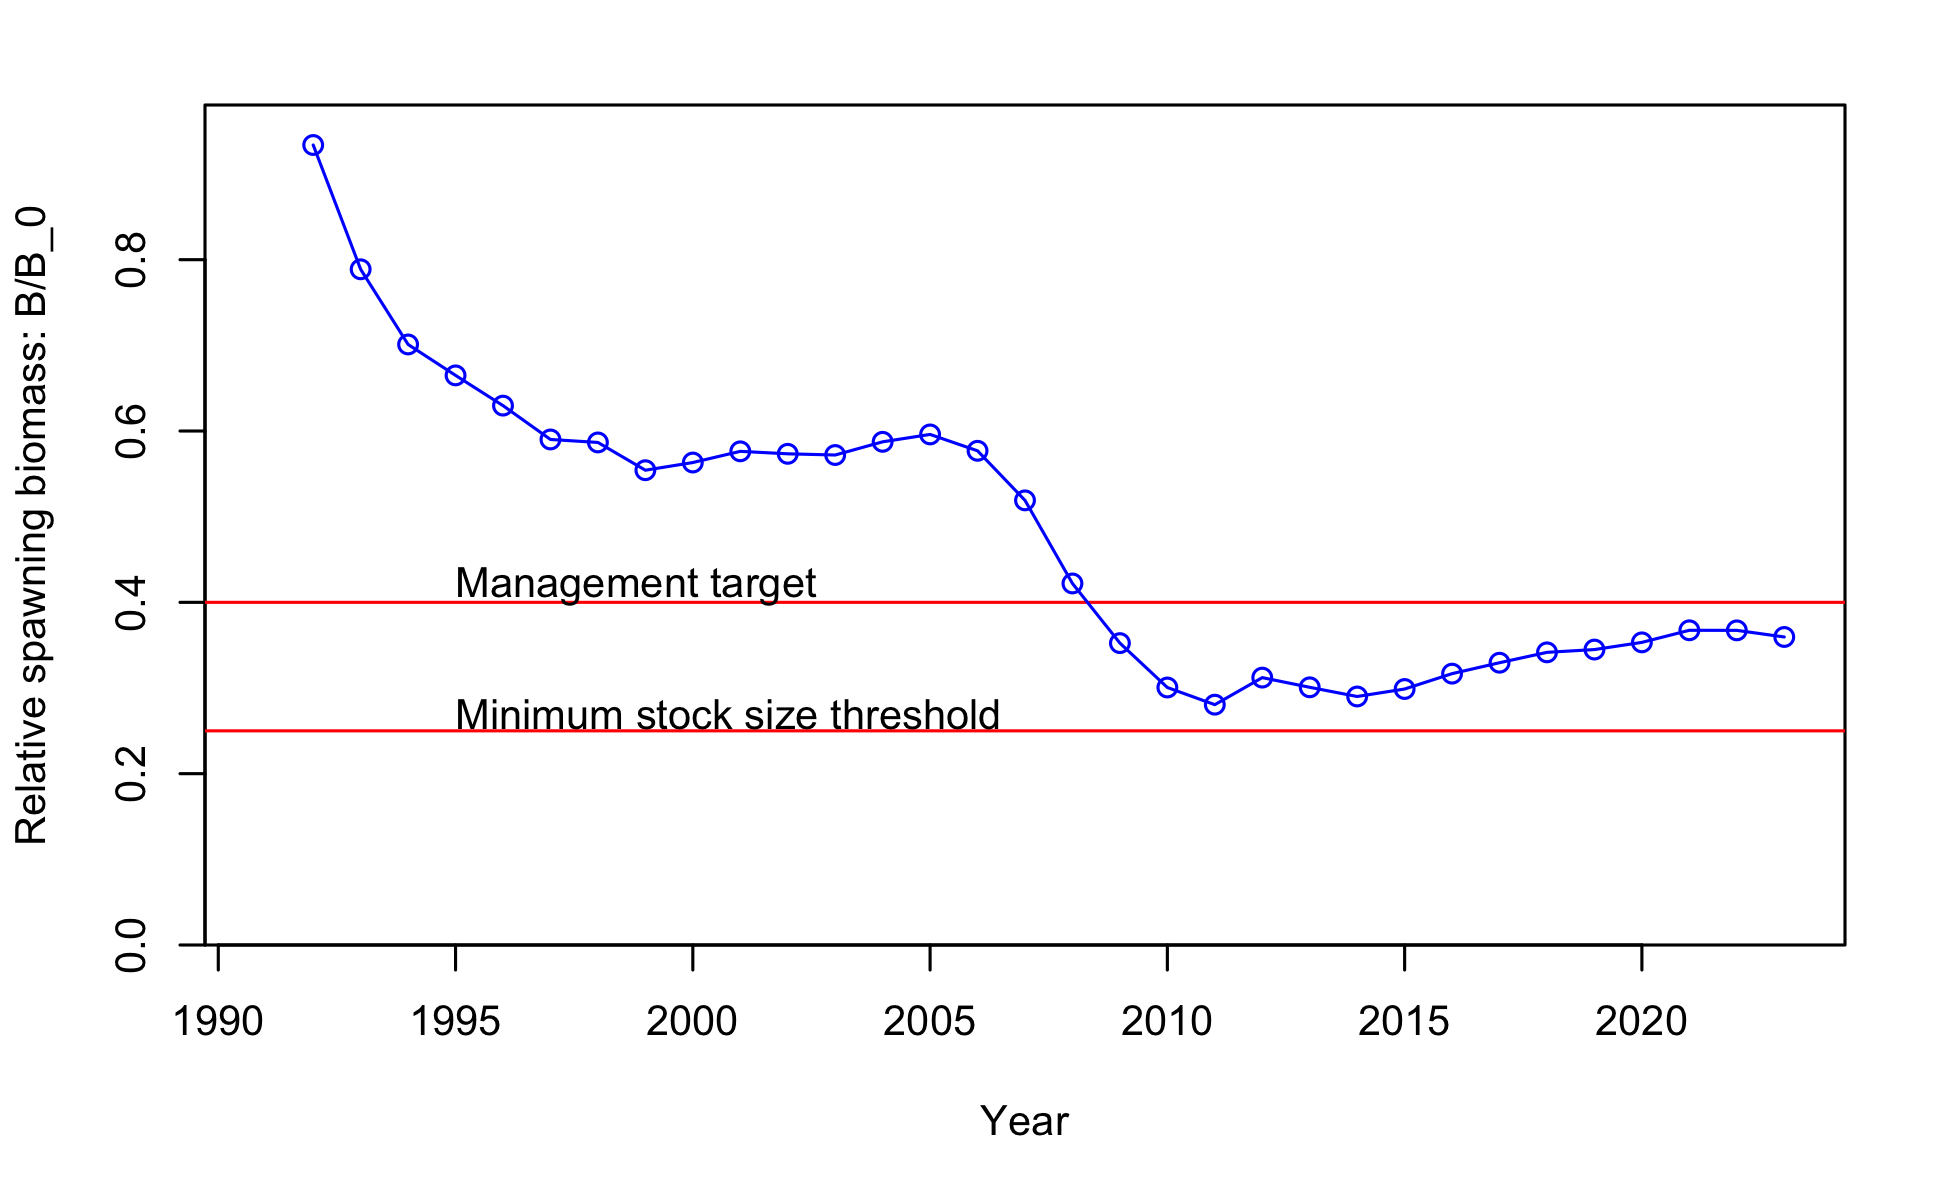 Relative spawning biomass: B/B_0
0.8
0.6
0.4
0.2
0.0
Management target
Minimum stock size threshold
1990 1995 2000 2005 2010 2015 2020
Year